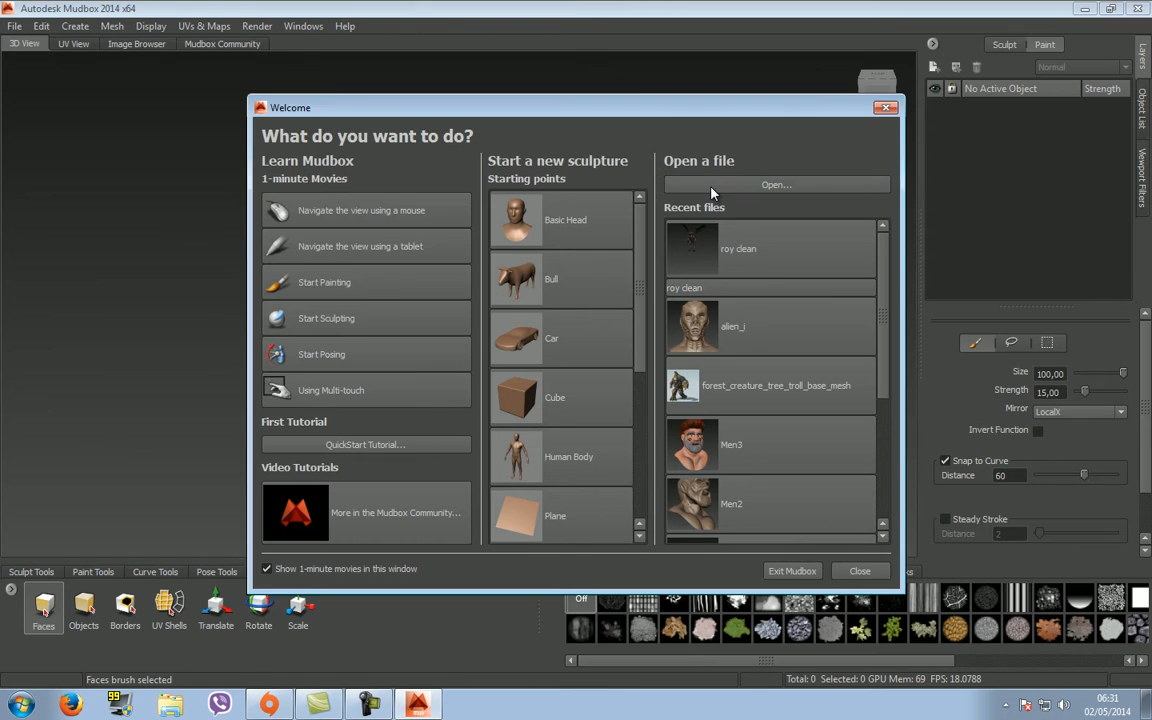 Autodesk Mudbox 2014 x64
File Edit Create Mesh Display UVs & Maps Render Windows Help
3D View UV View Image Browser Mudbox Community
Sculpt Paint
Normal
No Active Object Strength
Layers
Object List
Viewport Filters
Welcome
What do you want to do?
Learn Mudbox
1-minute Movies
Navigate the view using a mouse
Navigate the view using a tablet
Start Painting
Start Sculpting
Start Posing
Using Multi-touch
First Tutorial
QuickStart Tutorial...
Video Tutorials
More in the Mudbox Community...
Start a new sculpture
Starting points
Basic Head
Bull
Car
Cube
Human Body
Plane
Open a file
Open...
Recent files
roy clean
roy clean
alien_i
forest_creature_tree_troll_base_mesh
Men3
Men2
Show 1-minute movies in this window
Exit Mudbox Close
Size 100,00
Strength 15,00
Mirror LocalX
Invert Function
Snap to Curve
Distance 60
Steady Stroke
Distance 2
Sculpt Tools Paint Tools Curve Tools Pose Tools
Faces Objects Borders UV Shells Translate Rotate Scale
Off
Faces brush selected
Total: 0 Selected: 0 GPU Mem: 69 FPS: 18.0788
99
06:31
02/05/2014